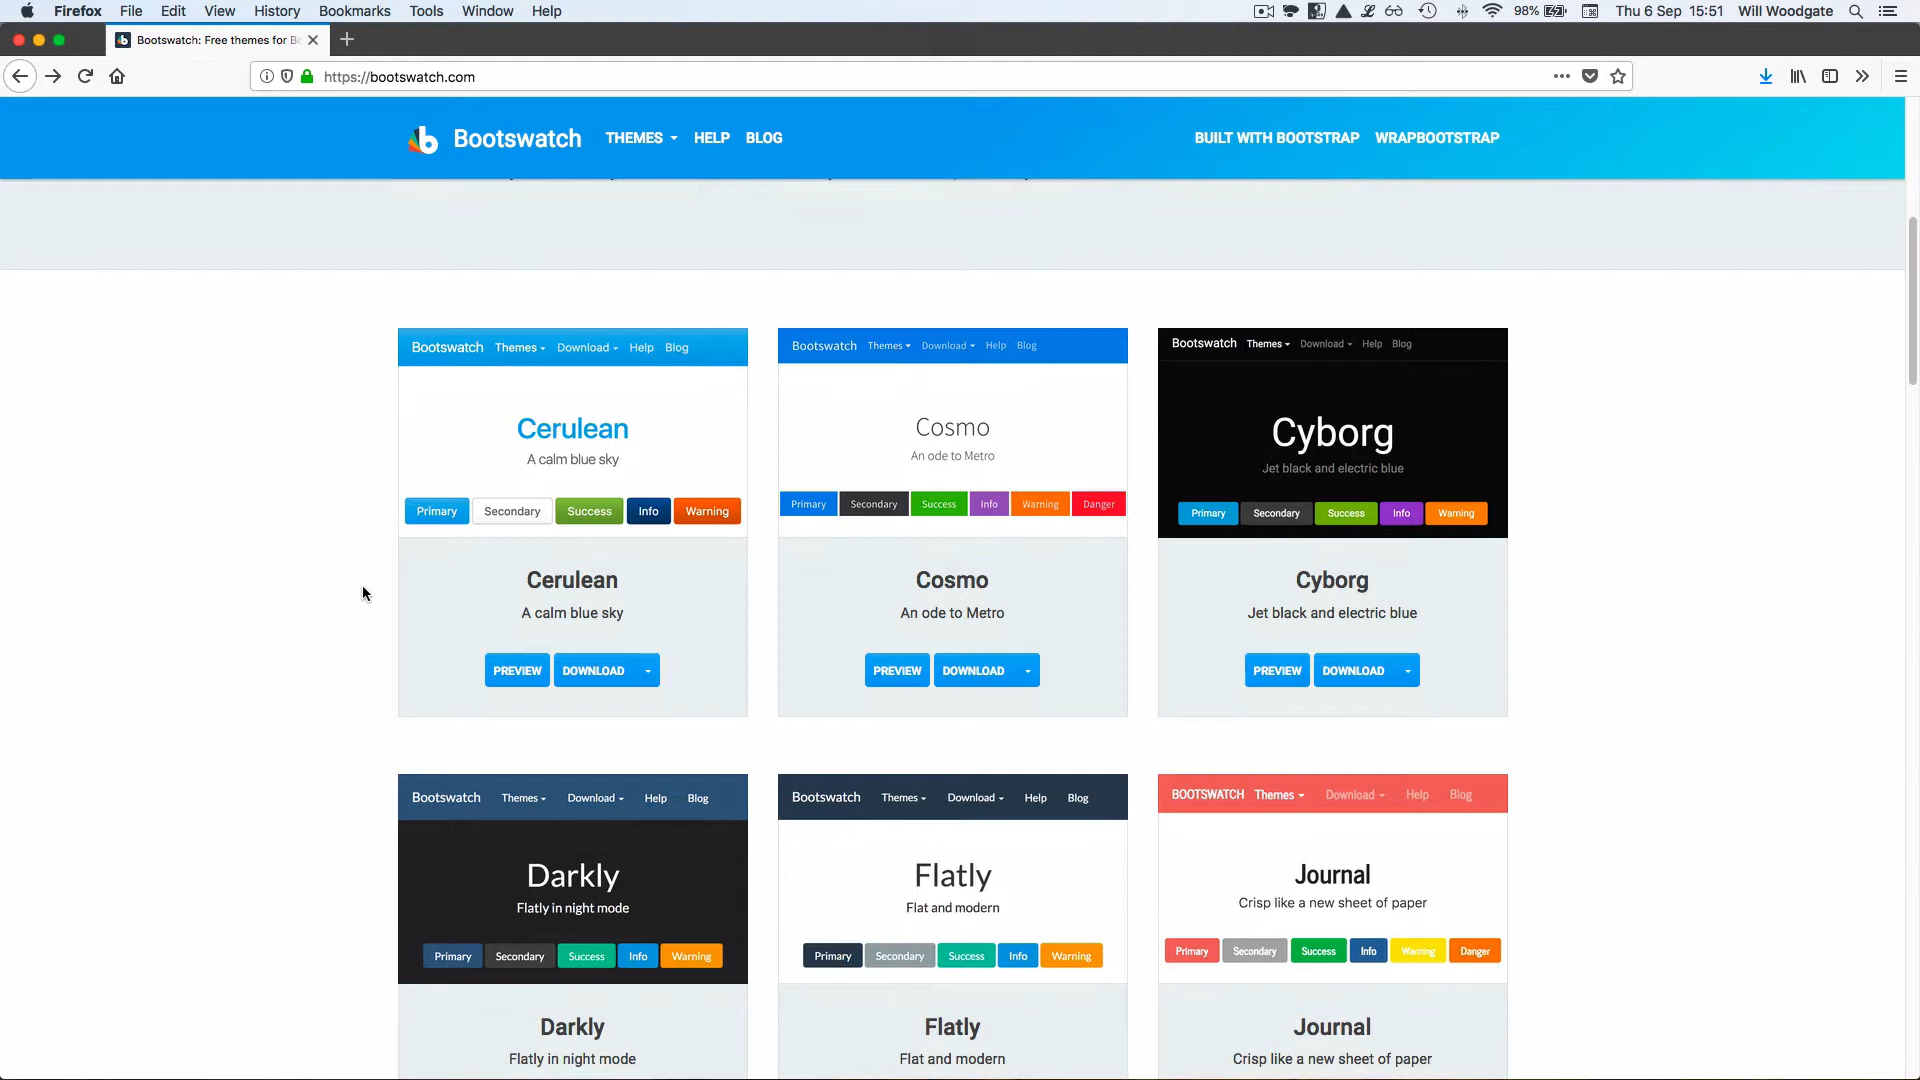 Firefox File Edit View History Bookmarks Tools Window Help 98% Thu 6 Sep 15:51 Will Woodgate
Bootswatch: Free themes for Bo
https://bootswatch.com
Bootswatch THEMES HELP BLOG BUILT WITH BOOTSTRAP WRAPBOOTSTRAP
Bootswatch Themes Download Help Blog
Cerulean
A calm blue sky
Primary Secondary Success Info Warning
Cerulean
A calm blue sky
PREVIEW DOWNLOAD
Bootswatch Themes Download Help Blog
Cosmo
An ode to Metro
Primary Secondary Success Info Warning Danger
Cosmo
An ode to Metro
PREVIEW DOWNLOAD
Bootswatch Themes Download Help Blog
Cyborg
Jet black and electric blue
Primary Secondary Success Info Warning
Cyborg
Jet black and electric blue
PREVIEW DOWNLOAD
Bootswatch Themes Download Help Blog
Darkly
Flatly in night mode
Primary Secondary Success Info Warning
Darkly
Flatly in night mode
Bootswatch Themes Download Help Blog
Flatly
Flat and modern
Primary Secondary Success Info Warning
Flatly
Flat and modern
BOOTSWATCH Themes Download Help Blog
Journal
Crisp like a new sheet of paper
Primary Secondary Success Info Warning Danger
Journal
Crisp like a new sheet of paper